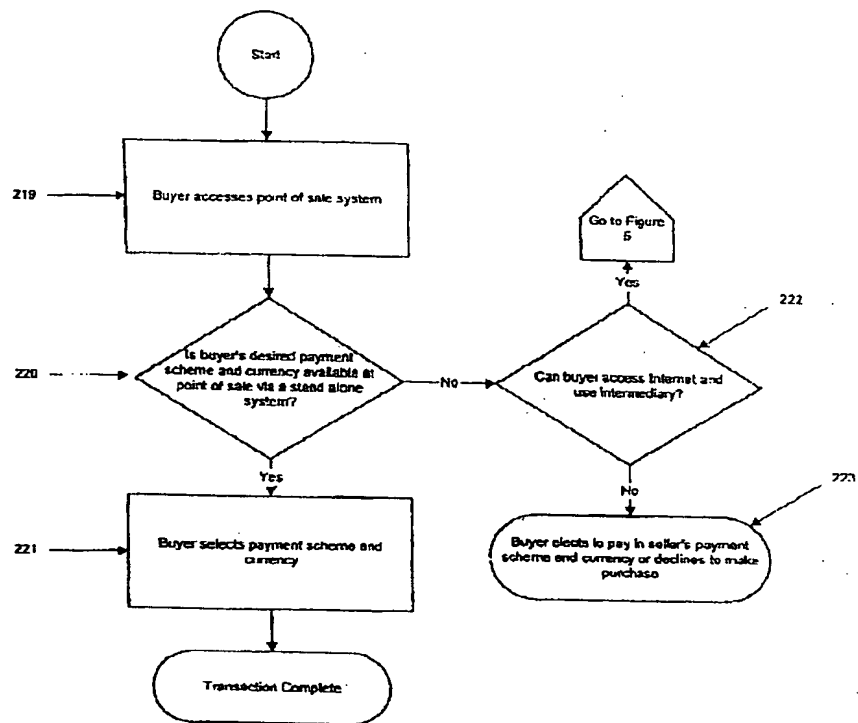 Start
219
Buyer accesses point of sale system
Go to Figure
5
Yes
222
220
Is buyer's desired payment
scheme and currency available at
point of sale via a stand alone
system?
No
Can buyer access Internet and
use intermediary?
Yes
No
223
221
Buyer selects payment scheme and
currency
Buyer elects to pay in seller's payment
scheme and currency or declines to make
purchase
Transaction Complete